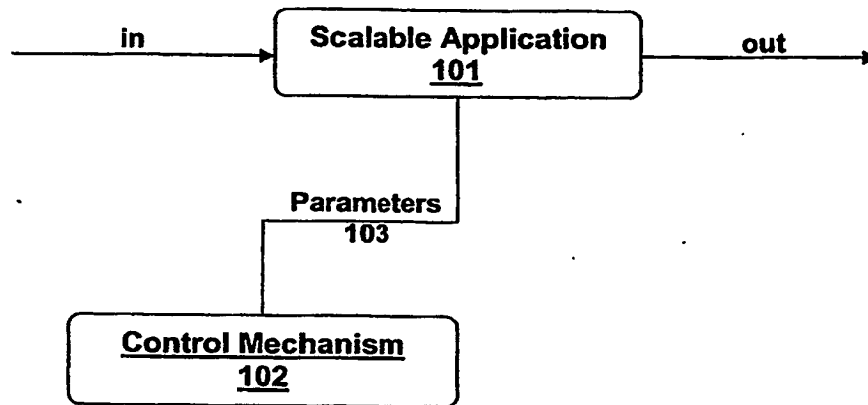 in
Scalable Application
101
out
Parameters
103
Control Mechanism
102